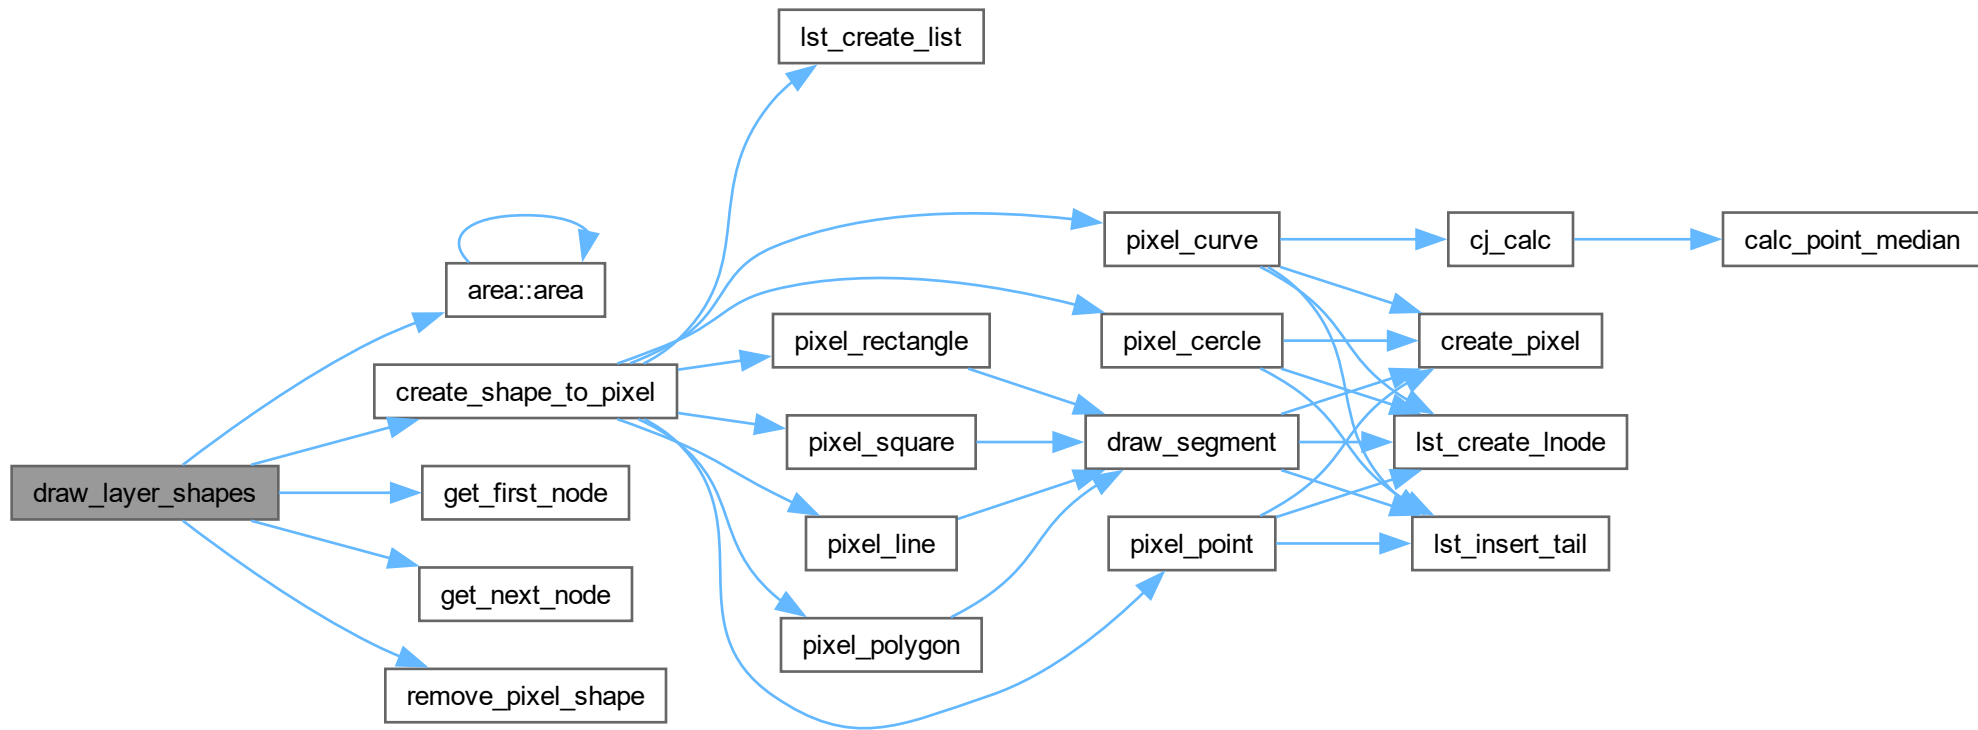 lst_create_list
pixel_curve
cj_calc
calc_point_median
area::area
pixel_rectangle
pixel_cercle
create_pixel
create_shape_to_pixel
pixel_square
draw_segment
lst_create_lnode
draw_layer_shapes
get_first_node
pixel_line
pixel_point
lst_insert_tail
get_next_node
pixel_polygon
remove_pixel_shape